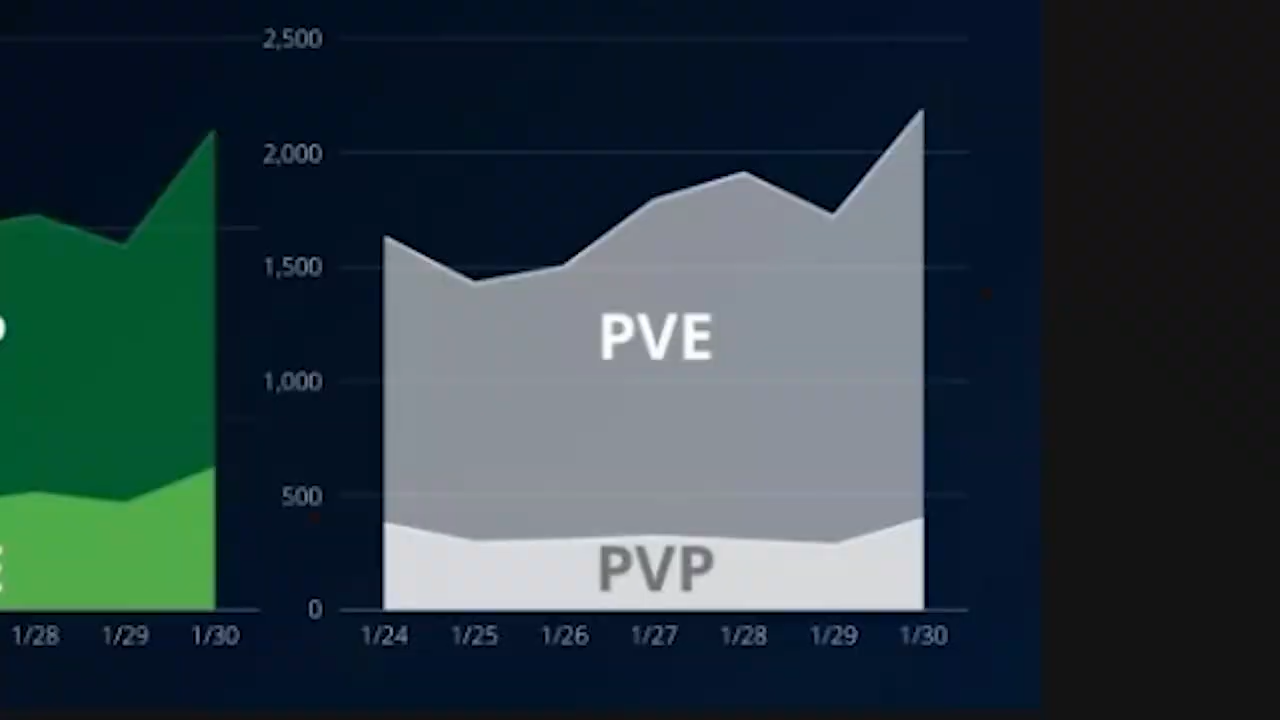 2,500
2,000
1,500
1,000
500
0
PVE
PVP
1/28 1/29 1/30
1/24 1/25 1/26 1/27 1/28 1/29 1/30